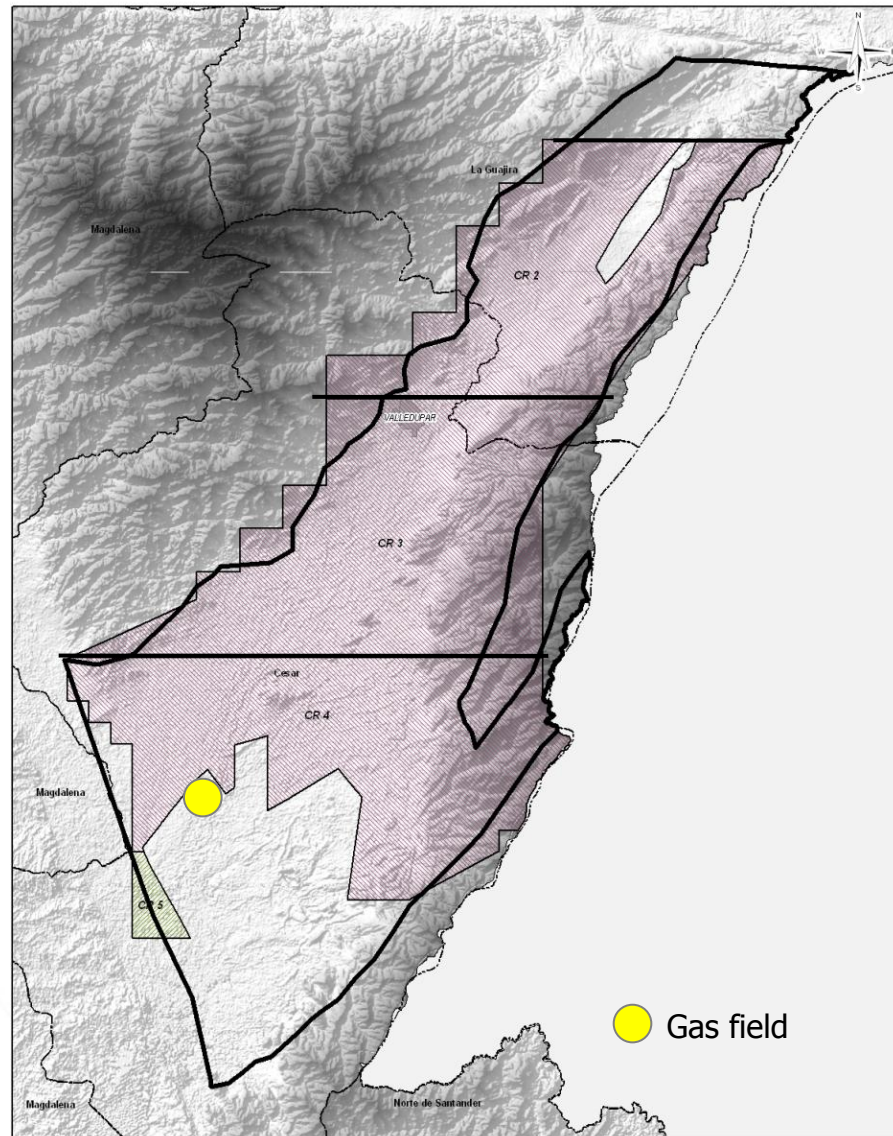 N
W
S
La Guajira
Magdalena
CR 2
VALLEDUPAR
CR 3
Cesar
CR 4
Magdalena
CR 5
Gas field
Magdalena
Norte de Santander